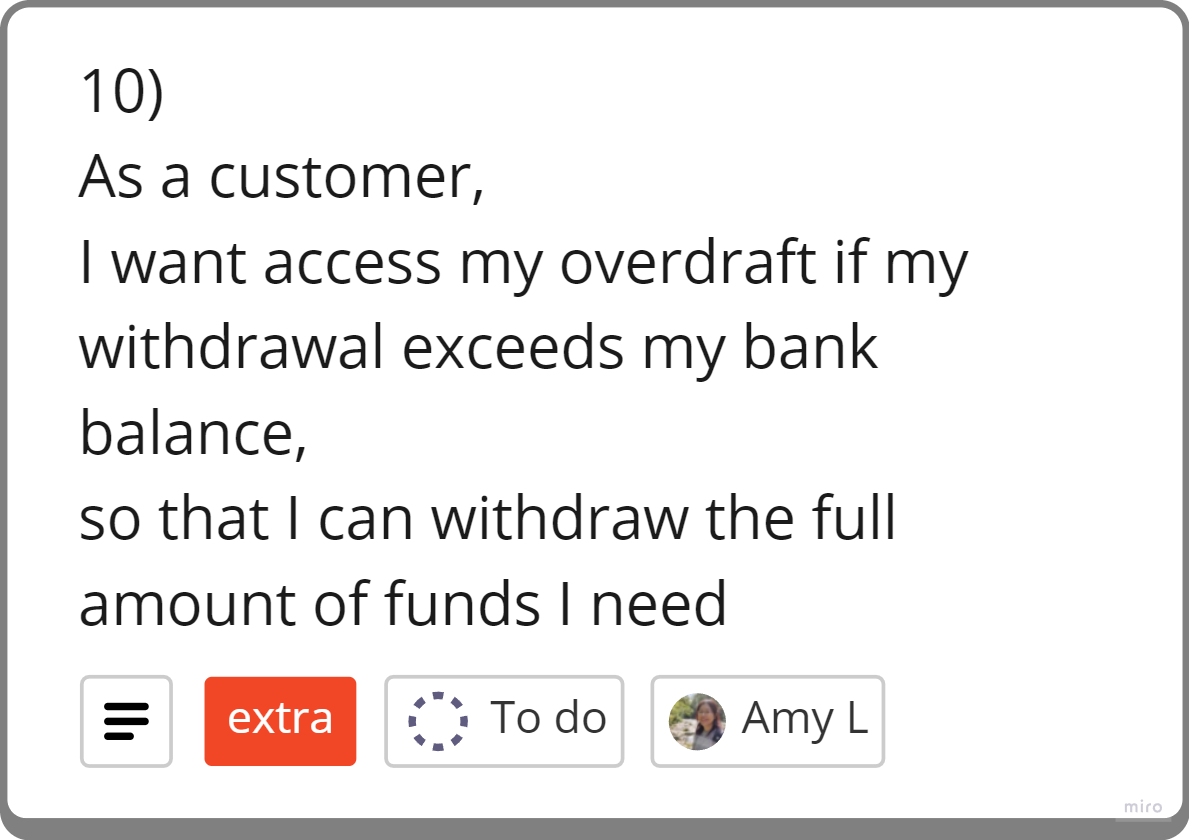 10)
As a customer,
I want access my overdraft if my
withdrawal exceeds my bank
balance,
so that I can withdraw the full
amount of funds I need
extra
To do
Amy L
miro